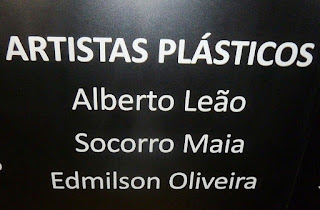 ARTISTAS PLÁSTICOS
Alberto Leão
Socorro Maia
Edmilson Oliveira